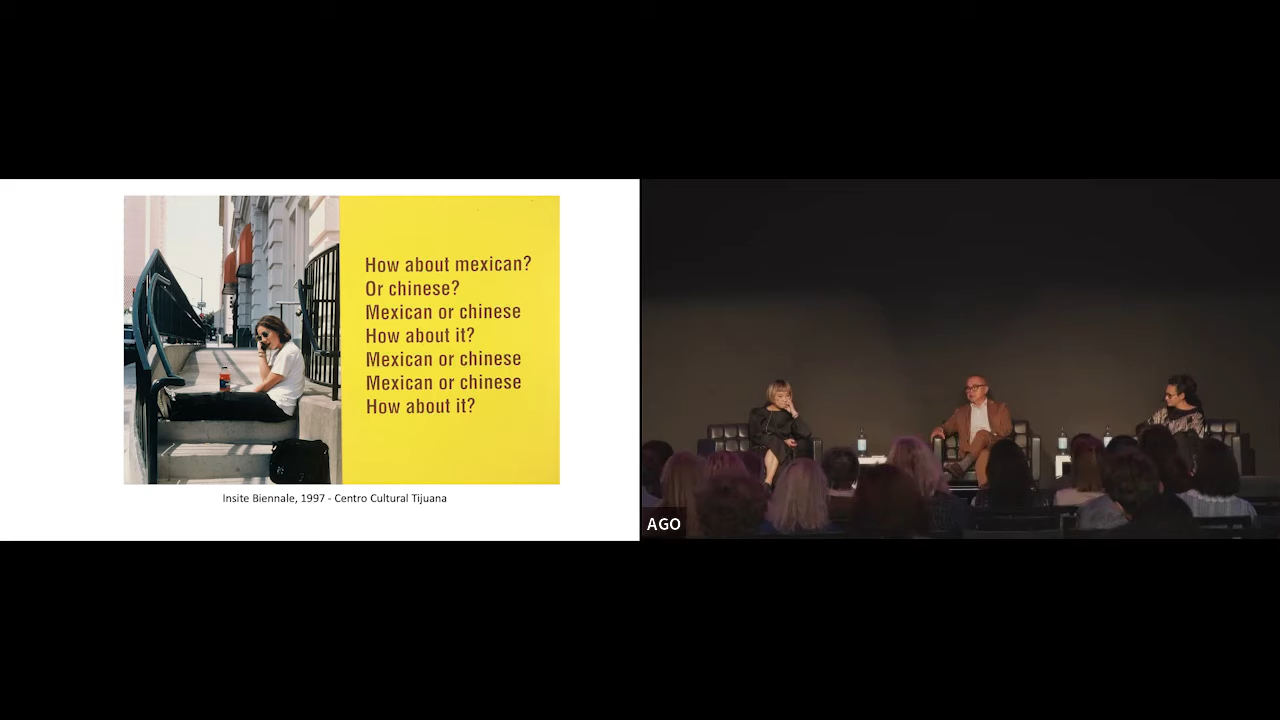 How about mexican?
Or chinese?
Mexican or chinese
How about it?
Mexican or chinese
Mexican or chinese
How about it?
Insite Biennale, 1997 - Centro Cultural Tijuana
AGO